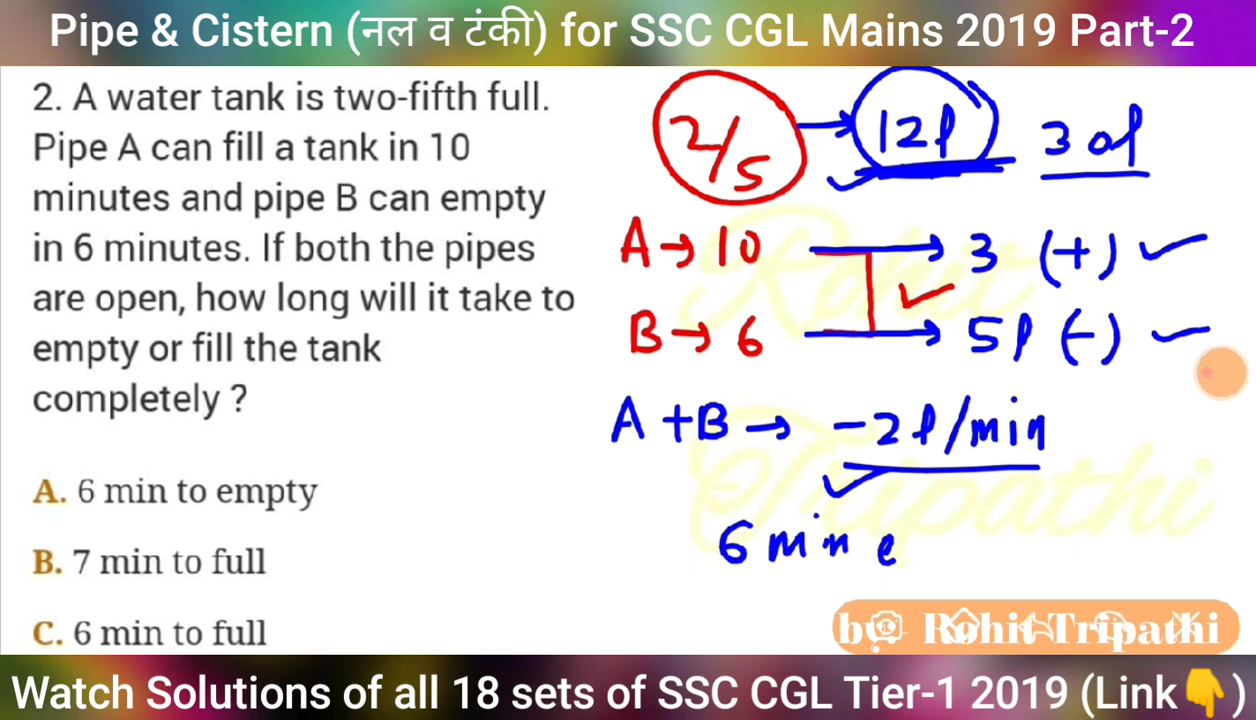 Pipe & Cistern (नल व टंकी) for SSC CGL Mains 2019 Part-2
2. A water tank is two-fifth full.
Pipe A can fill a tank in 10
minutes and pipe B can empty
in 6 minutes. If both the pipes
are open, how long will it take to
empty or fill the tank
completely ?
A. 6 min to empty
B. 7 min to full
C. 6 min to full
2/5 → 12l 30l
A → 10 → 3 (+)
B → 6 → 5l (-)
A + B → -2l/min
6 min e
Rohit
Tripathi
by: Rohit Tripathi
Watch Solutions of all 18 sets of SSC CGL Tier-1 2019 (Link👇)